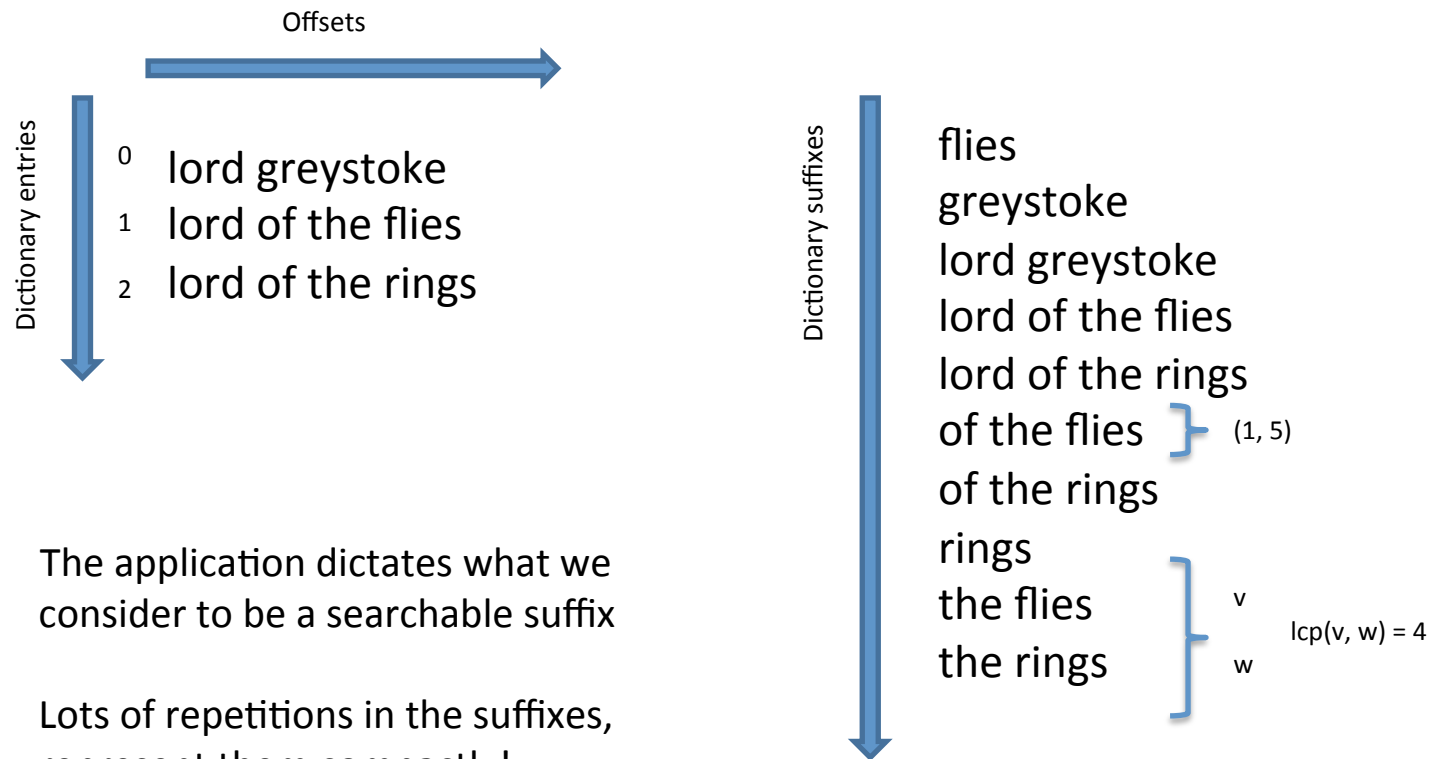 Offsets
Dictionary entries
0 lord greystoke
1 lord of the flies
2 lord of the rings
The application dictates what we
consider to be a searchable suffix
Lots of repetitions in the suffixes,
Dictionary suffixes
flies
greystoke
lord greystoke
lord of the flies
lord of the rings
of the flies (1, 5)
of the rings
rings
the flies v
lcp(v, w) = 4
the rings w